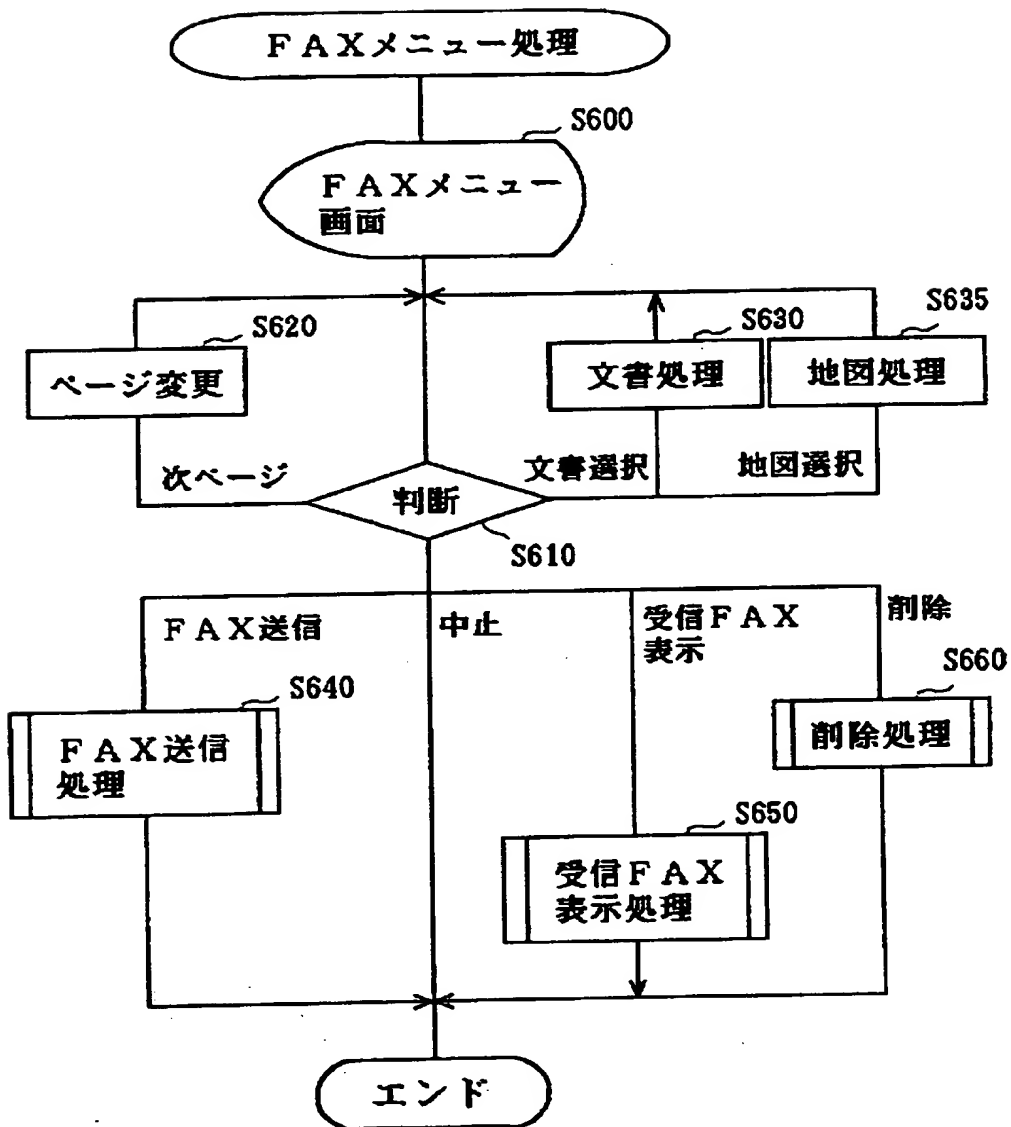 ＦＡＸメニュー処理
S600
ＦＡＸメニュー
画面
S620
S630
S635
ページ変更
文書処理
地図処理
次ページ
文書選択
地図選択
判断
S610
ＦＡＸ送信
中止
受信ＦＡＸ
表示
削除
S640
S660
ＦＡＸ送信
処理
削除処理
S650
受信ＦＡＸ
表示処理
エンド